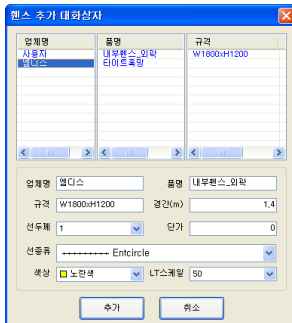 휀스 추가 대화상자
업체명 품명 규격
사용자 내부휀스_외곽 W1800xH1200
엠디스 타이트폭망
업체명 엠디스 품명 내부휀스_외곽
규격 W1800xH1200 경간(m) 1,4
선두께 1 단가 0
선종류 Entcircle
색상 노란색 LT스케일 50
추가 취소